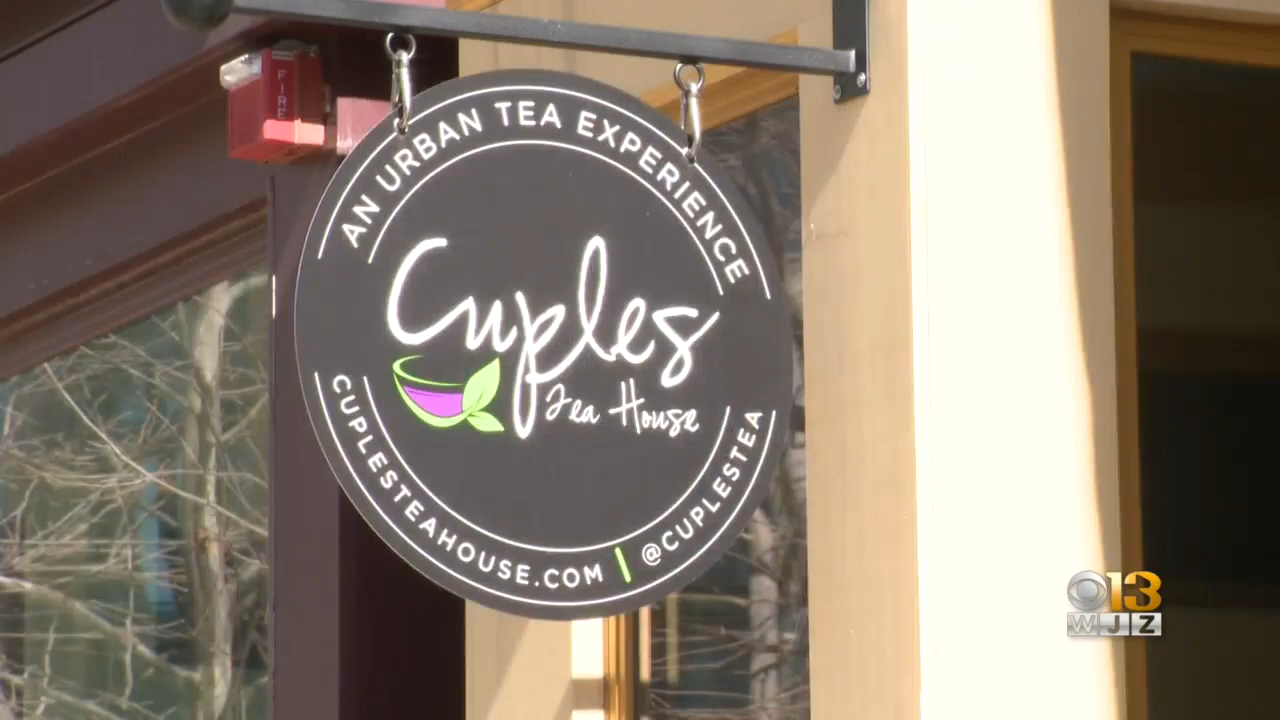 FIRE
AN URBAN TEA EXPERIENCE
Cuples
Tea House
CUPLESTEAHOUSE.COM | @CUPLESTEA
13
WJZ